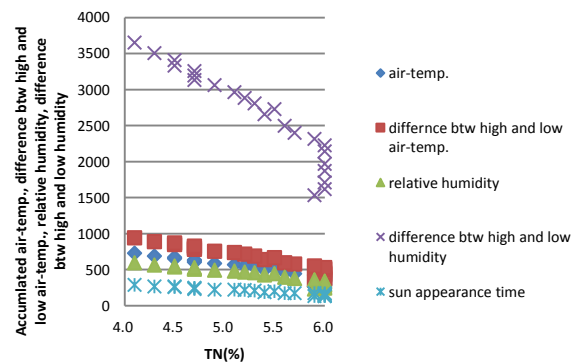 Accumlated air-temp., difference btw high and
low air-temp., relative humidity, difference
btw high and low humidity
4000
3500
3000
2500
2000
1500
1000
500
0
4.0
4.5
5.0
5.5
6.0
TN(%)
air-temp.
differnce btw high and low
air-temp.
relative humidity
difference btw high and low
humidity
sun appearance time